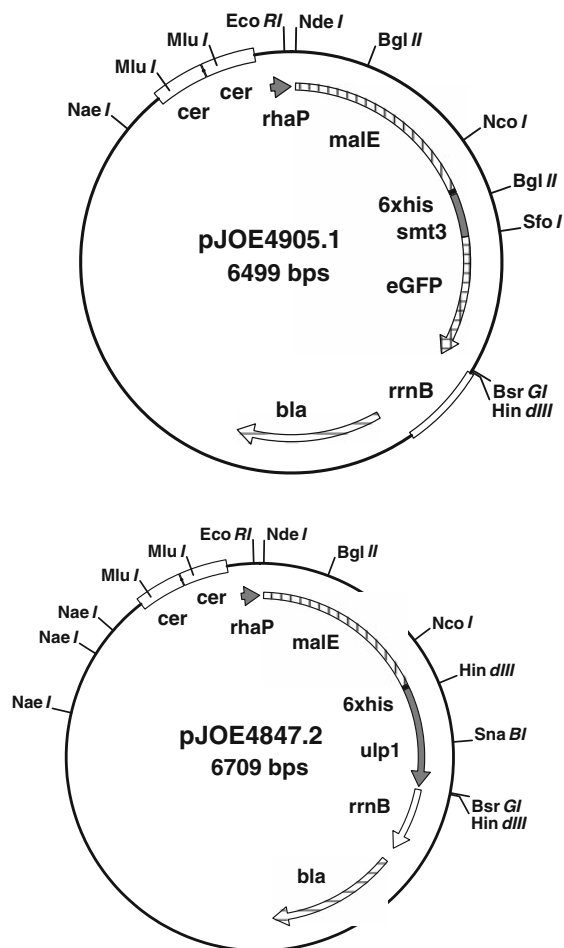 Eco RI
Nde I
Mlu I
Bgl II
Mlu I
Nae I
cer
cer
rhaP
malE
Nco I
6xhis
smt3
Bgl II
Sfo I
pJOE4905.1
6499 bps
eGFP
rrnB
bla
Bsr GI
Hin dIII
Eco RI
Nde I
Mlu I
Bgl II
Mlu I
Nae I
Nae I
Nae I
cer
cer
rhaP
malE
Nco I
Hin dIII
6xhis
pJOE4847.2
6709 bps
ulp1
Sna BI
rrnB
Bsr GI
Hin dIII
bla